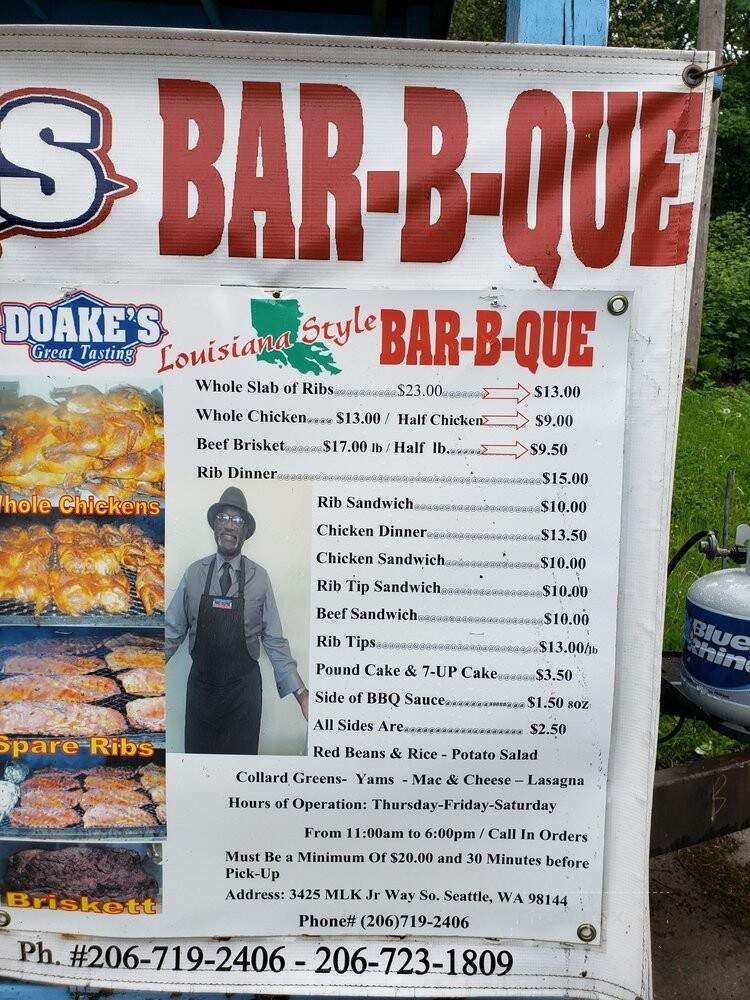 S BAR-B-QUE
DOAKE'S
Great Tasting
Louisiana Style BAR-B-QUE
Whole Slab of Ribs@@@@@@@@@$23.00@@@@@@ $13.00
Whole Chicken@@@@ $13.00 / Half Chicken $9.00
Beef Brisket@@@@@@$17.00 lb / Half lb.@@@@@ $9.50
Rib Dinner@@@@@@@@@@@@@@@@@@@@@@@@@@@@@@@@@@@@@@$15.00
Rib Sandwich@@@@@@@@@@@@@@@@@@$10.00
Chicken Dinner@@@@@@@@@@@@@@@@$13.50
Chicken Sandwich@@@@@@@@@@@@@@$10.00
Rib Tip Sandwich@@@@@@@@@@@@@@@$10.00
Beef Sandwich@@@@@@@@@@@@@@@@@@$10.00
Rib Tips@@@@@@@@@@@@@@@@@@@@@@@$13.00/lb
Pound Cake & 7-UP Cake@@@@@@$3.50
Side of BBQ Sauce@@@@@@@@@@@@@ $1.50 8OZ
All Sides Are@@@@@@@@@@@@@@@@@@ $2.50
Red Beans & Rice - Potato Salad
Collard Greens- Yams - Mac & Cheese – Lasagna
Hours of Operation: Thursday-Friday-Saturday
From 11:00am to 6:00pm / Call In Orders
Must Be a Minimum Of $20.00 and 30 Minutes before
Pick-Up
Address: 3425 MLK Jr Way So. Seattle, WA 98144
Phone# (206)719-2406
Whole Chickens
Spare Ribs
Briskett
Ph. #206-719-2406 - 206-723-1809
Blue
Rhino
B